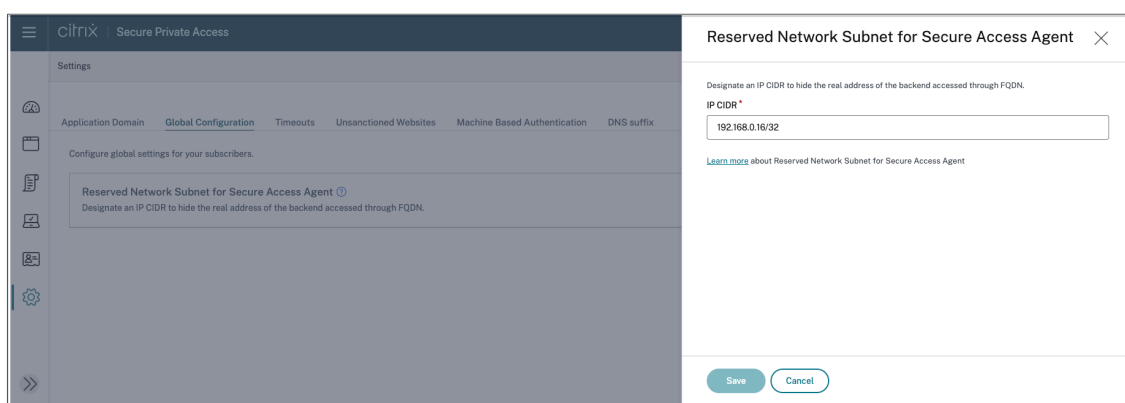 citrix | Secure Private Access
Settings
Application Domain Global Configuration Timeouts Unsanctioned Websites Machine Based Authentication DNS suffix
Configure global settings for your subscribers.
Reserved Network Subnet for Secure Access Agent ?
Designate an IP CIDR to hide the real address of the backend accessed through FQDN.
Reserved Network Subnet for Secure Access Agent
Designate an IP CIDR to hide the real address of the backend accessed through FQDN.
IP CIDR *
192.168.0.16/32
Learn more about Reserved Network Subnet for Secure Access Agent
Save Cancel